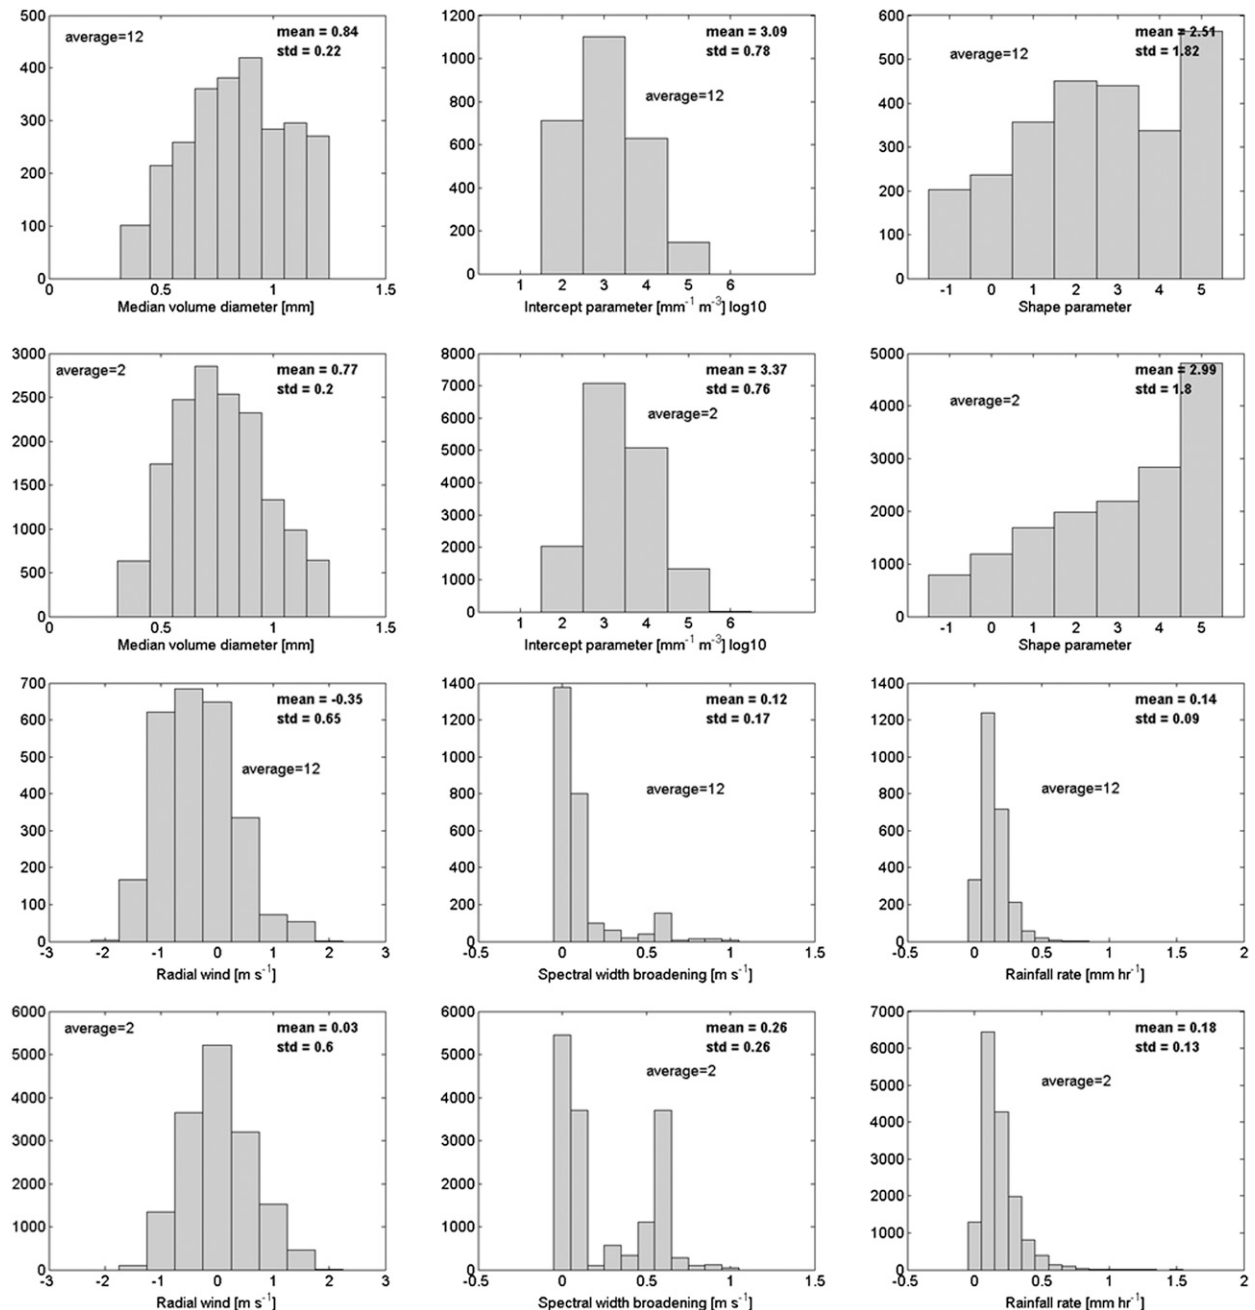 500
400
300
200
100
0
average=12
mean = 0.84
std = 0.22
0 0.5 1 1.5
Median volume diameter [mm]
1200
1000
800
600
400
200
0
mean = 3.09
std = 0.78
average=12
1 2 3 4 5 6
Intercept parameter [mm-1 m-3] log10
600
500
400
300
200
100
0
mean = 2.51
std = 1.82
average=12
-1 0 1 2 3 4 5
Shape parameter
3000
2500
2000
1500
1000
500
0
average=2
mean = 0.77
std = 0.2
0 0.5 1 1.5
Median volume diameter [mm]
8000
7000
6000
5000
4000
3000
2000
1000
0
mean = 3.37
std = 0.76
average=2
1 2 3 4 5 6
Intercept parameter [mm-1 m-3] log10
5000
4000
3000
2000
1000
0
mean = 2.99
std = 1.8
average=2
-1 0 1 2 3 4 5
Shape parameter
700
600
500
400
300
200
100
0
mean = -0.35
std = 0.65
average=12
-3 -2 -1 0 1 2 3
Radial wind [m s-1]
1400
1200
1000
800
600
400
200
0
mean = 0.12
std = 0.17
average=12
-0.5 0 0.5 1 1.5
Spectral width broadening [m s-1]
1400
1200
1000
800
600
400
200
0
mean = 0.14
std = 0.09
average=12
-0.5 0 0.5 1 1.5 2
Rainfall rate [mm hr-1]
6000
5000
4000
3000
2000
1000
0
average=2
mean = 0.03
std = 0.6
-3 -2 -1 0 1 2 3
Radial wind [m s-1]
6000
5000
4000
3000
2000
1000
0
mean = 0.26
std = 0.26
average=2
-0.5 0 0.5 1 1.5
Spectral width broadening [m s-1]
7000
6000
5000
4000
3000
2000
1000
0
mean = 0.18
std = 0.13
average=2
-0.5 0 0.5 1 1.5 2
Rainfall rate [mm hr-1]